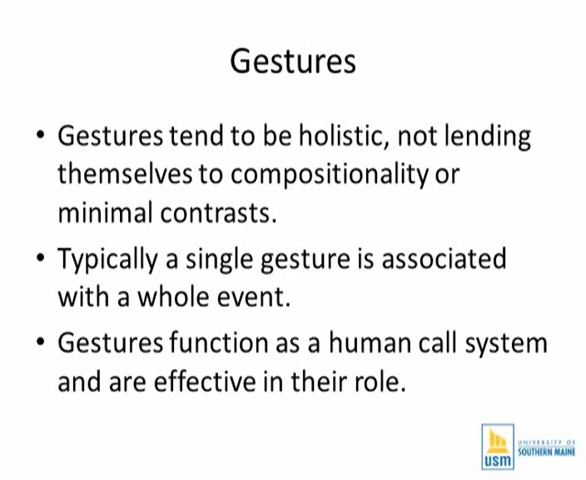 Gestures
• Gestures tend to be holistic, not lending
themselves to compositionality or
minimal contrasts.
• Typically a single gesture is associated
with a whole event.
• Gestures function as a human call system
and are effective in their role.
usm
UNIVERSITY OF
SOUTHERN MAINE